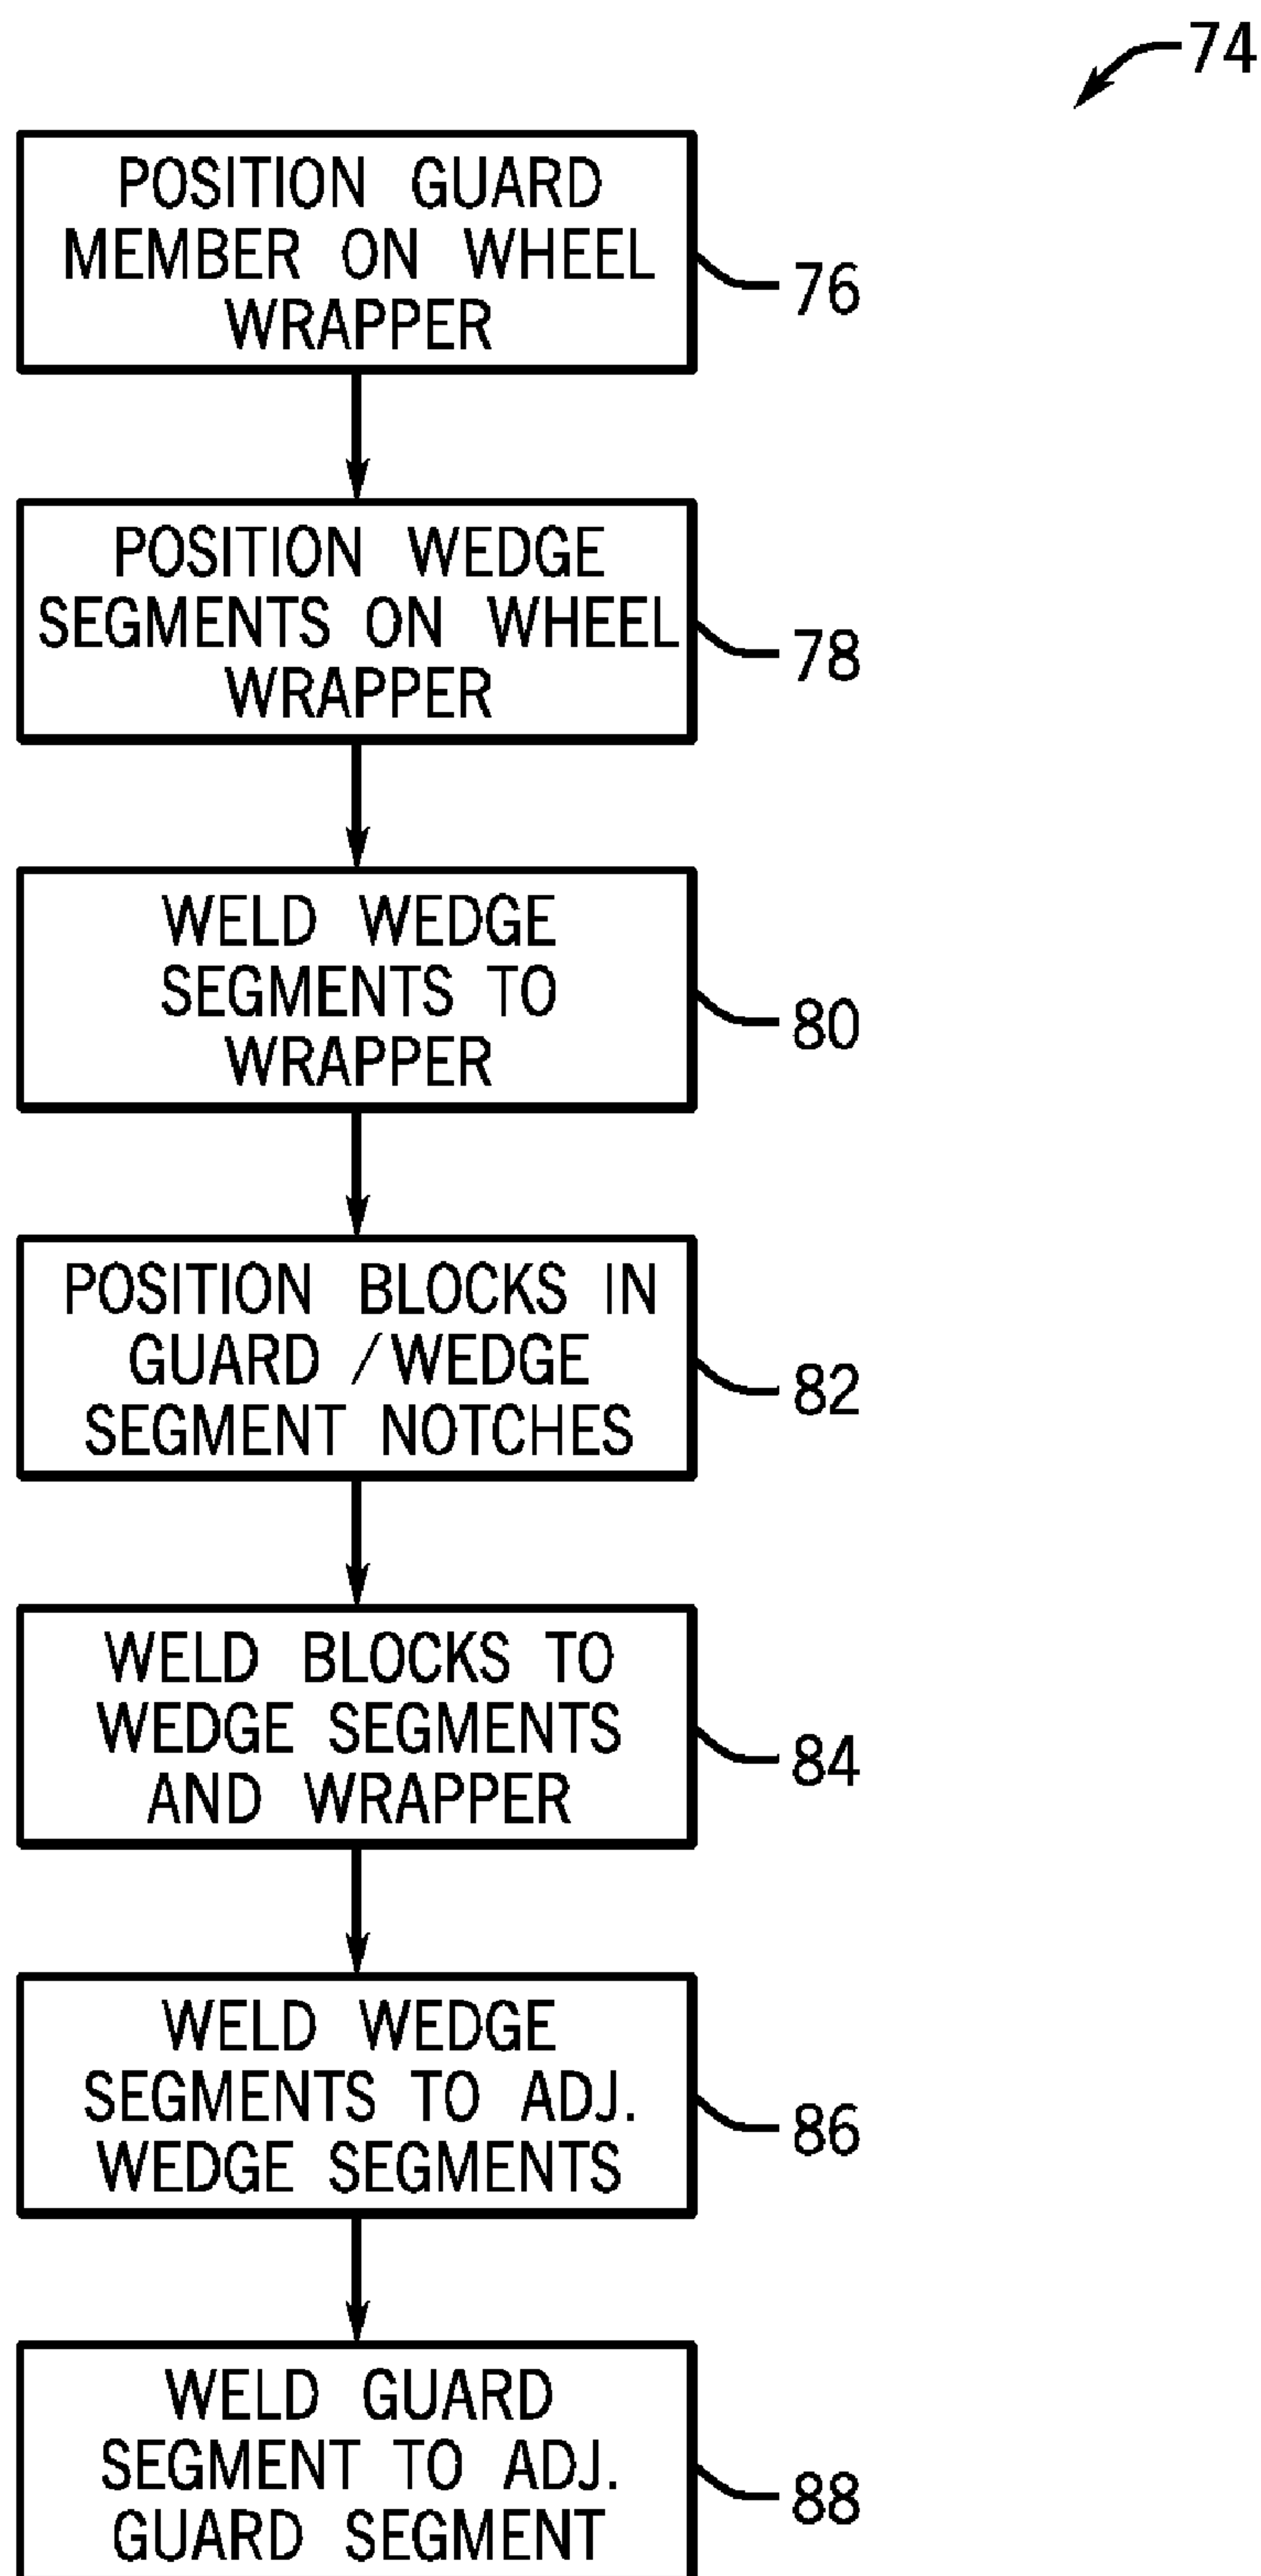 74
POSITION GUARD
MEMBER ON WHEEL
WRAPPER
76
POSITION WEDGE
SEGMENTS ON WHEEL
WRAPPER
78
WELD WEDGE
SEGMENTS TO
WRAPPER
80
POSITION BLOCKS IN
GUARD /WEDGE
SEGMENT NOTCHES
82
WELD BLOCKS TO
WEDGE SEGMENTS
AND WRAPPER
84
WELD WEDGE
SEGMENTS TO ADJ.
WEDGE SEGMENTS
86
WELD GUARD
SEGMENT TO ADJ.
GUARD SEGMENT
88